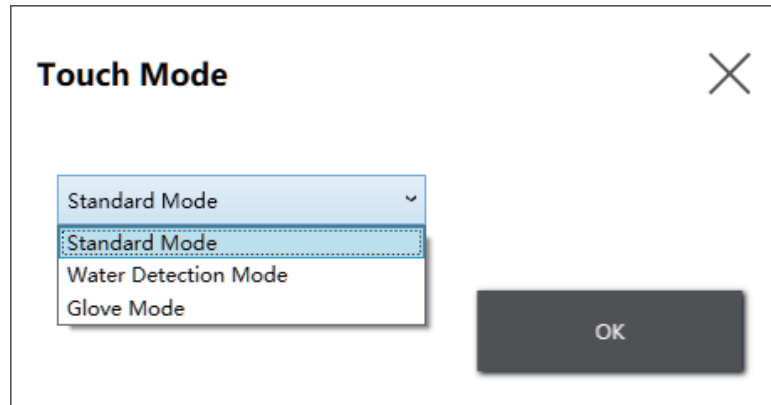 Touch Mode
Standard Mode
Standard Mode
Water Detection Mode
Glove Mode
OK